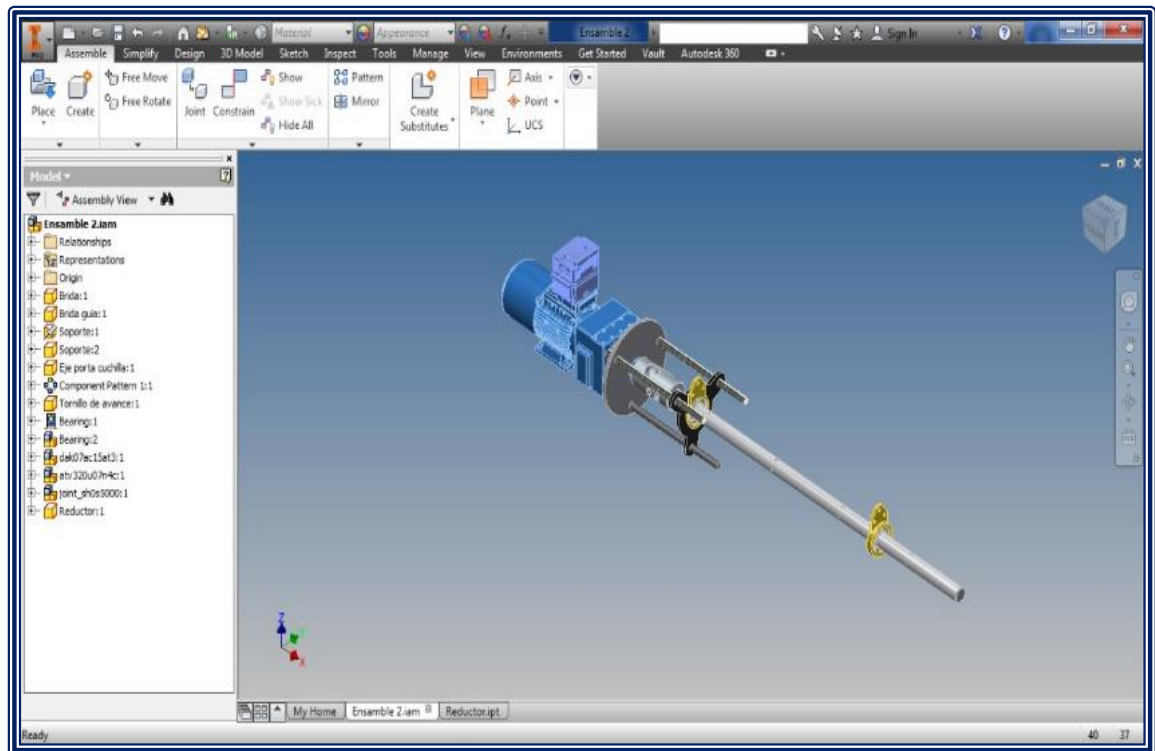 Material
Appearance
Ensamble 2
Sign In
Assemble Simplify Design 3D Model Sketch Inspect Tools Manage View Environments Get Started Vault Autodesk 360
Place
Create
Free Move
Free Rotate
Joint
Constrain
Show
Show Sick
Hide All
Pattern
Mirror
Create
Substitutes
Plane
Axis
Point
UCS
Model
Assembly View
Ensamble 2.iam
Relationships
Representations
Origin
Brida:1
Brida guia:1
Soporte:1
Soporte:2
Eje porta cuchilla:1
Component Pattern 1:1
Tornillo de avance:1
Bearing:1
Bearing:2
dak07ac15at3:1
atv320u07n4c:1
joint_sh0s5000:1
Reductor:1
Z
X
My Home Ensamble 2.iam Reductor.ipt
Ready
40 37